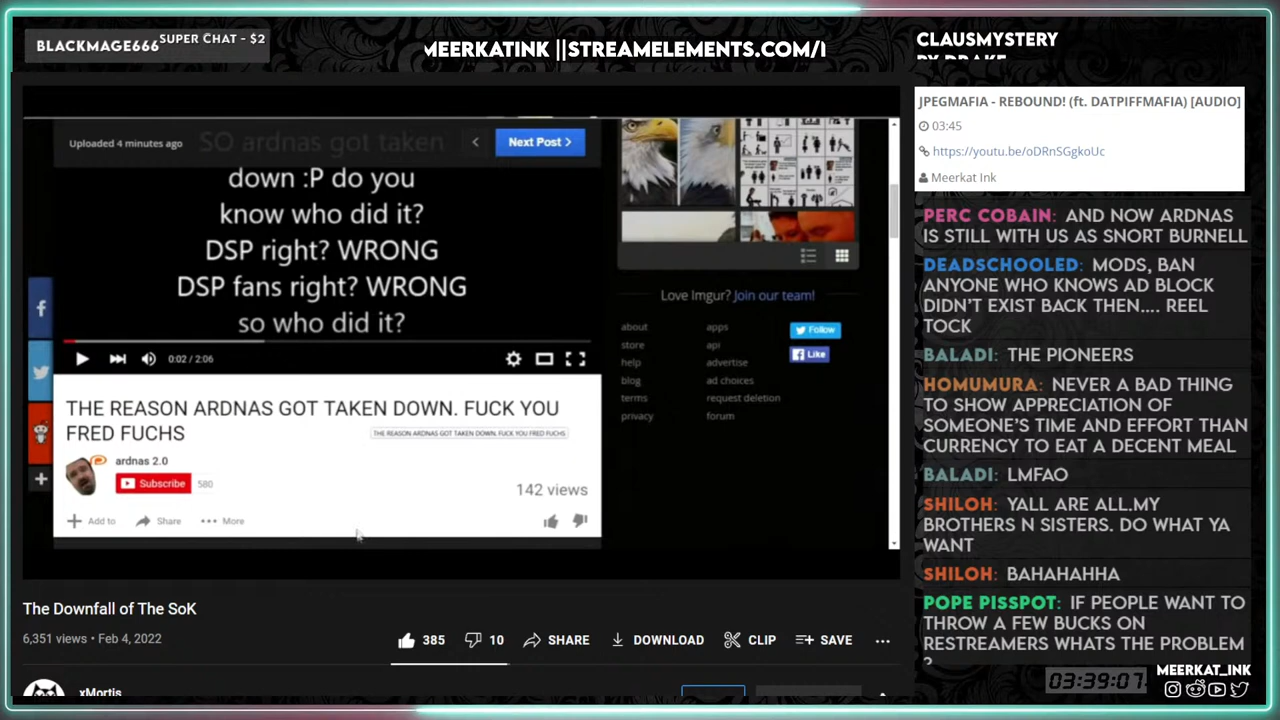 BLACKMAGE666
SUPER CHAT - $2
MEERKATINK ||STREAMELEMENTS.COM/
CLAUSMYSTERY
BY DRAKE
Uploaded 4 minutes ago
SO ardnas got taken
Next Post >
down :P do you
know who did it?
DSP right? WRONG
DSP fans right? WRONG
so who did it?
0:02 / 2:06
THE REASON ARDNAS GOT TAKEN DOWN. FUCK YOU
FRED FUCHS
THE REASON ARDNAS GOT TAKEN DOWN. FUCK YOU FRED FUCHS
ardnas 2.0
Subscribe
580
142 views
Add to
Share
More
Love Imgur? Join our team!
about
apps
store
api
help
advertise
blog
ad choices
terms
request deletion
privacy
forum
Follow
Like
The Downfall of The SoK
6,351 views • Feb 4, 2022
385
10
SHARE
DOWNLOAD
CLIP
SAVE
xMortis
JPEGMAFIA - REBOUND! (ft. DATPIFFMAFIA) [AUDIO]
03:45
https://youtu.be/oDRnSGgkoUc
Meerkat Ink
PERC COBAIN: AND NOW ARDNAS
IS STILL WITH US AS SNORT BURNELL
DEADSCHOOLED: MODS, BAN
ANYONE WHO KNOWS AD BLOCK
DIDN'T EXIST BACK THEN.... REEL
TOCK
BALADI: THE PIONEERS
HOMUMURA: NEVER A BAD THING
TO SHOW APPRECIATION OF
SOMEONE'S TIME AND EFFORT THAN
CURRENCY TO EAT A DECENT MEAL
BALADI: LMFAO
SHILOH: YALL ARE ALL.MY
BROTHERS N SISTERS. DO WHAT YA
WANT
SHILOH: BAHAHAHHA
POPE PISSPOT: IF PEOPLE WANT TO
THROW A FEW BUCKS ON
RESTREAMERS WHATS THE PROBLEM
?
03:39:07
MEERKAT_INK